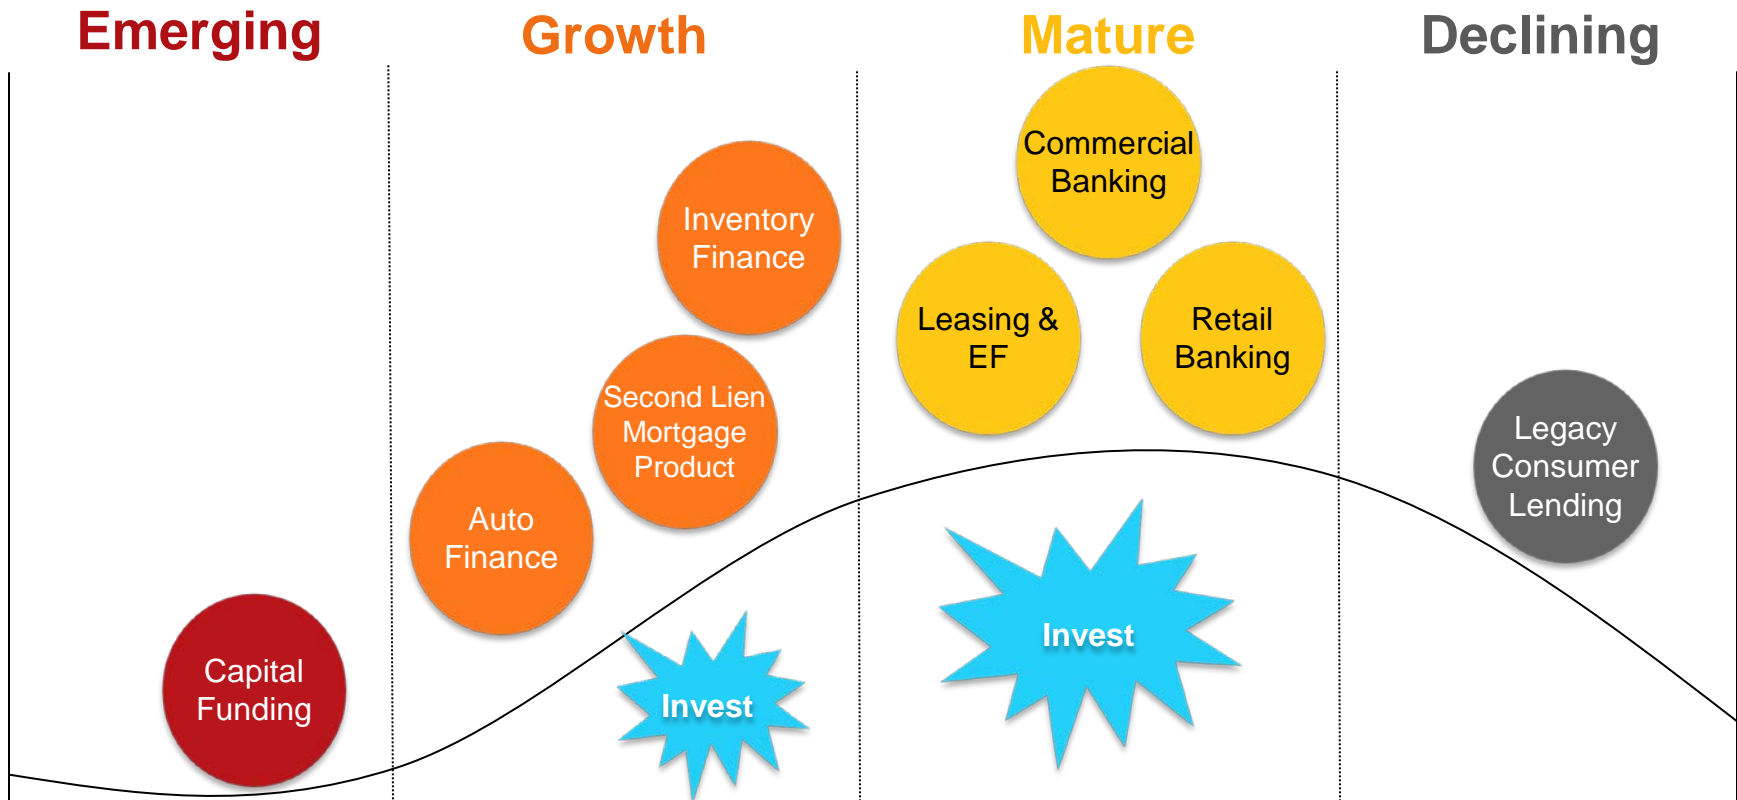 Emerging
Growth
Mature
Declining
Commercial
Banking
Inventory
Finance
Leasing &
EF
Retail
Banking
Second Lien
Mortgage
Product
Legacy
Consumer
Lending
Auto
Finance
Capital
Funding
Invest
Invest